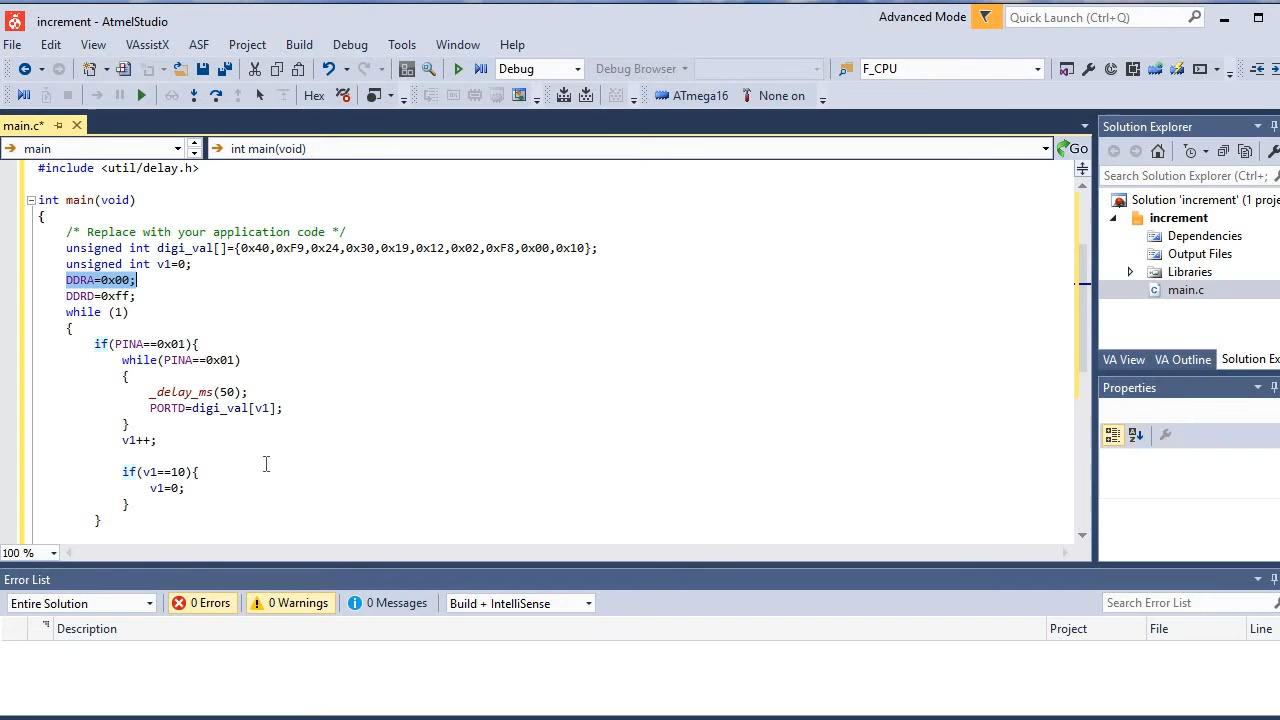 increment - AtmelStudio
Advanced Mode
Quick Launch (Ctrl+Q)
File Edit View VAssistX ASF Project Build Debug Tools Window Help
Debug Debug Browser F_CPU
Hex ATmega16 None on
main.c*
main int main(void) Go
#include <util/delay.h>
int main(void)
{
/* Replace with your application code */
unsigned int digi_val[]={0x40,0xF9,0x24,0x30,0x19,0x12,0x02,0xF8,0x00,0x10};
unsigned int v1=0;
DDRA=0x00;
DDRD=0xff;
while (1)
{
if(PINA==0x01){
while(PINA==0x01)
{
_delay_ms(50);
PORTD=digi_val[v1];
}
v1++;
if(v1==10){
v1=0;
}
}
100 %
Solution Explorer
Search Solution Explorer (Ctrl+;
Solution 'increment' (1 proje
increment
Dependencies
Output Files
Libraries
main.c
VA View VA Outline Solution Ex
Properties
Error List
Entire Solution 0 Errors 0 Warnings 0 Messages Build + IntelliSense Search Error List
Description Project File Line